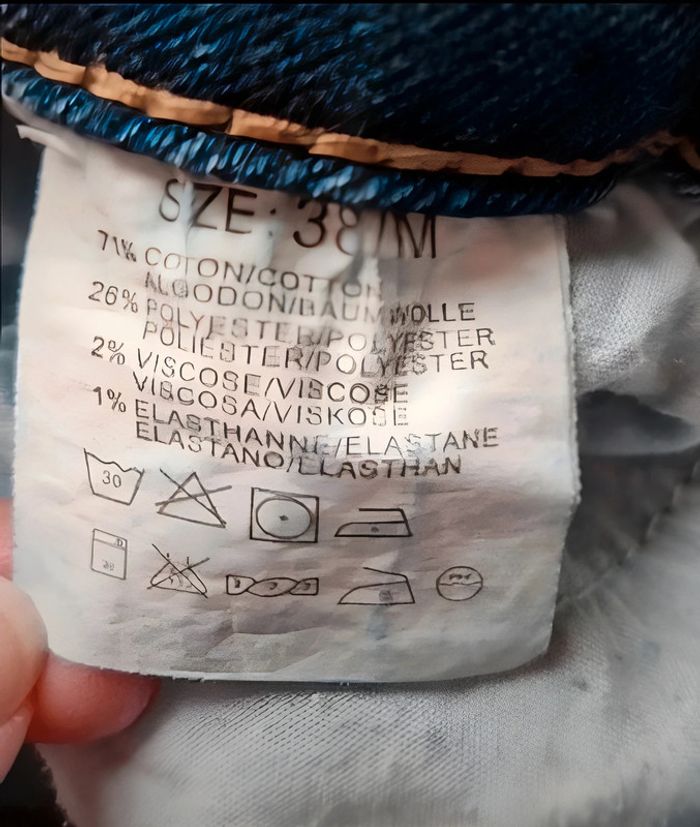 SIZE: 38/M
71% COTON/COTTON
ALGODON/BAUMWOLLE
26% POLYESTER/POLYESTER
POLIESTER/POLYESTER
2% VISCOSE/VISCOSE
VISCOSA/VISKOSE
1% ELASTHANNE/ELASTANE
ELASTANO/ELASTHAN
30